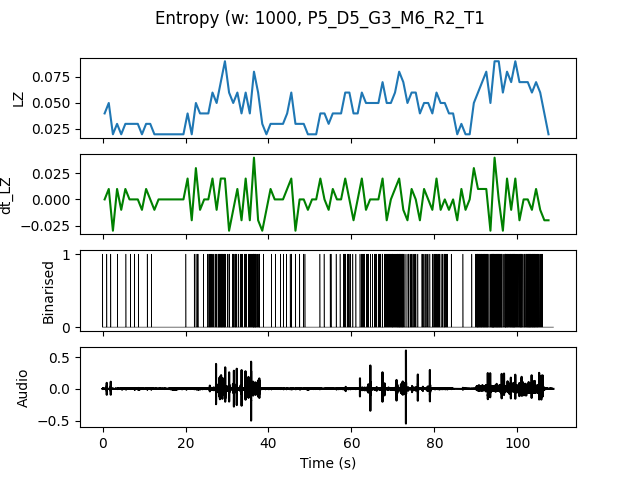 Entropy (w: 1000, P5_D5_G3_M6_R2_T1
LZ
0.075
0.050
0.025
dt_LZ
0.025
0.000
−0.025
Binarised
1
0
Audio
0.5
0.0
−0.5
0 20 40 60 80 100
Time (s)